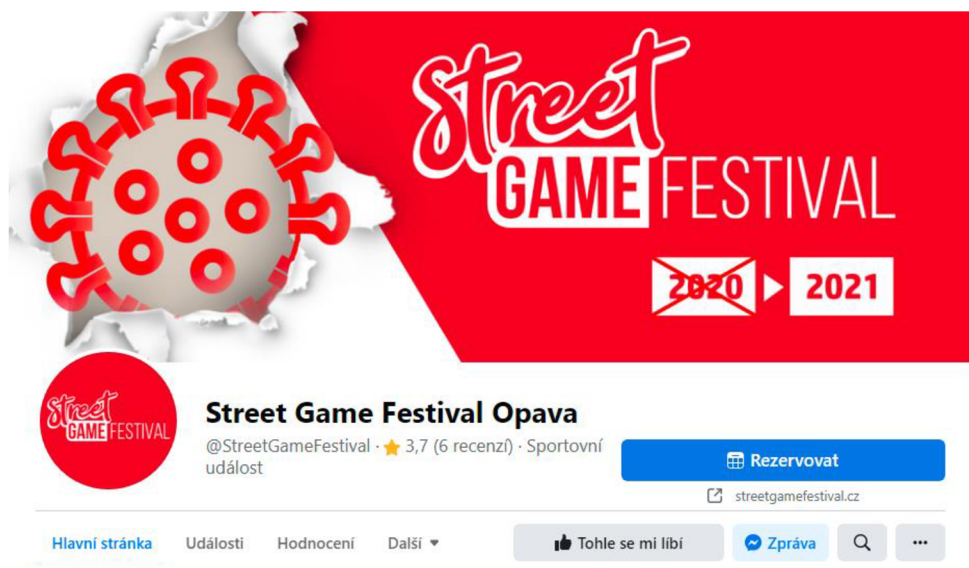 Street
GAME FESTIVAL
2020 2021
Street
GAME FESTIVAL
Street Game Festival Opava
@StreetGameFestival · 3,7 (6 recenzí) · Sportovní
událost
Rezervovat
streetgamefestival.cz
Hlavní stránka Události Hodnocení Další Tohle se mi líbí Zpráva